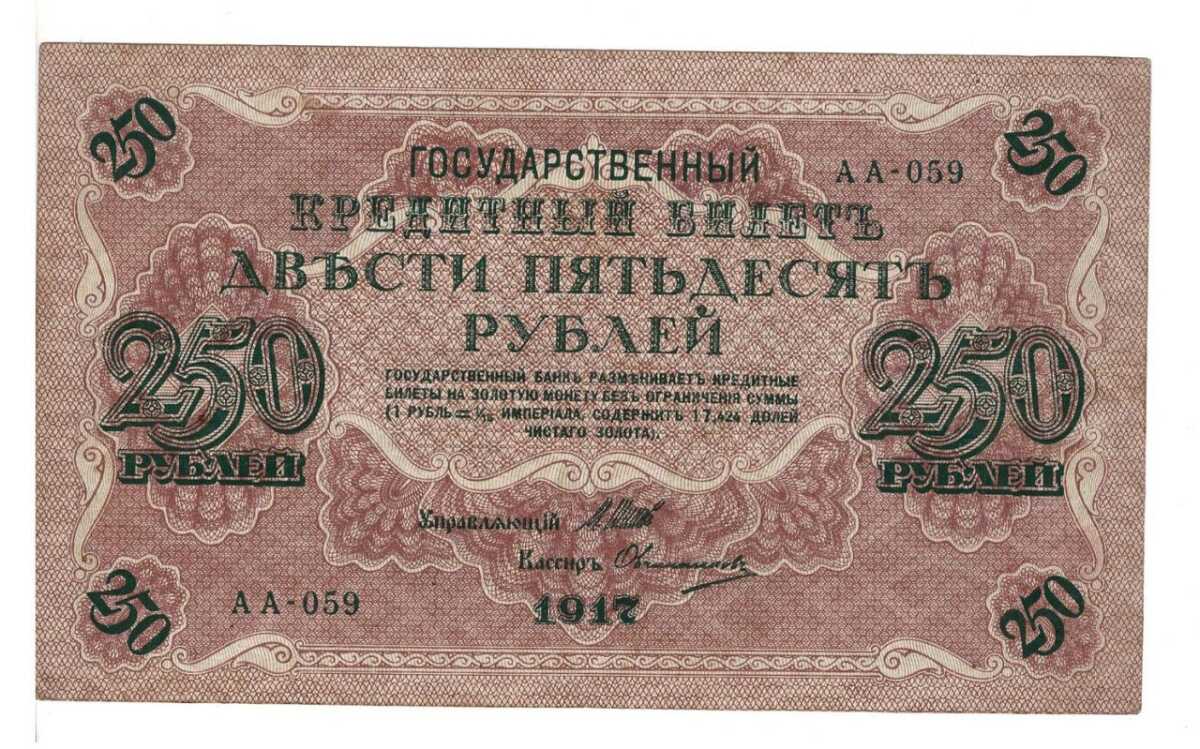 250
250
ГОСУДАРСТВЕННЫЙ
АА-059
КРЕДИТНЫЙ БИЛЕТЪ
ДВѢСТИ ПЯТЬДЕСЯТЪ
РУБЛЕЙ
250
РУБЛЕЙ
250
РУБЛЕЙ
ГОСУДАРСТВЕННЫЙ БАНКЪ РАЗМѢНИВАЕТЪ КРЕДИТНЫЕ
БИЛЕТЫ НА ЗОЛОТУЮ МОНЕТУ БЕЗЪ ОГРАНИЧЕНІЯ СУММЫ
(1 РУБЛЬ = 1/15 ИМПЕРІАЛА, СОДЕРЖИТЪ 17,424 ДОЛЕЙ
ЧИСТАГО ЗОЛОТА).
Управляющій
Кассиръ
АА-059
1917
250
250